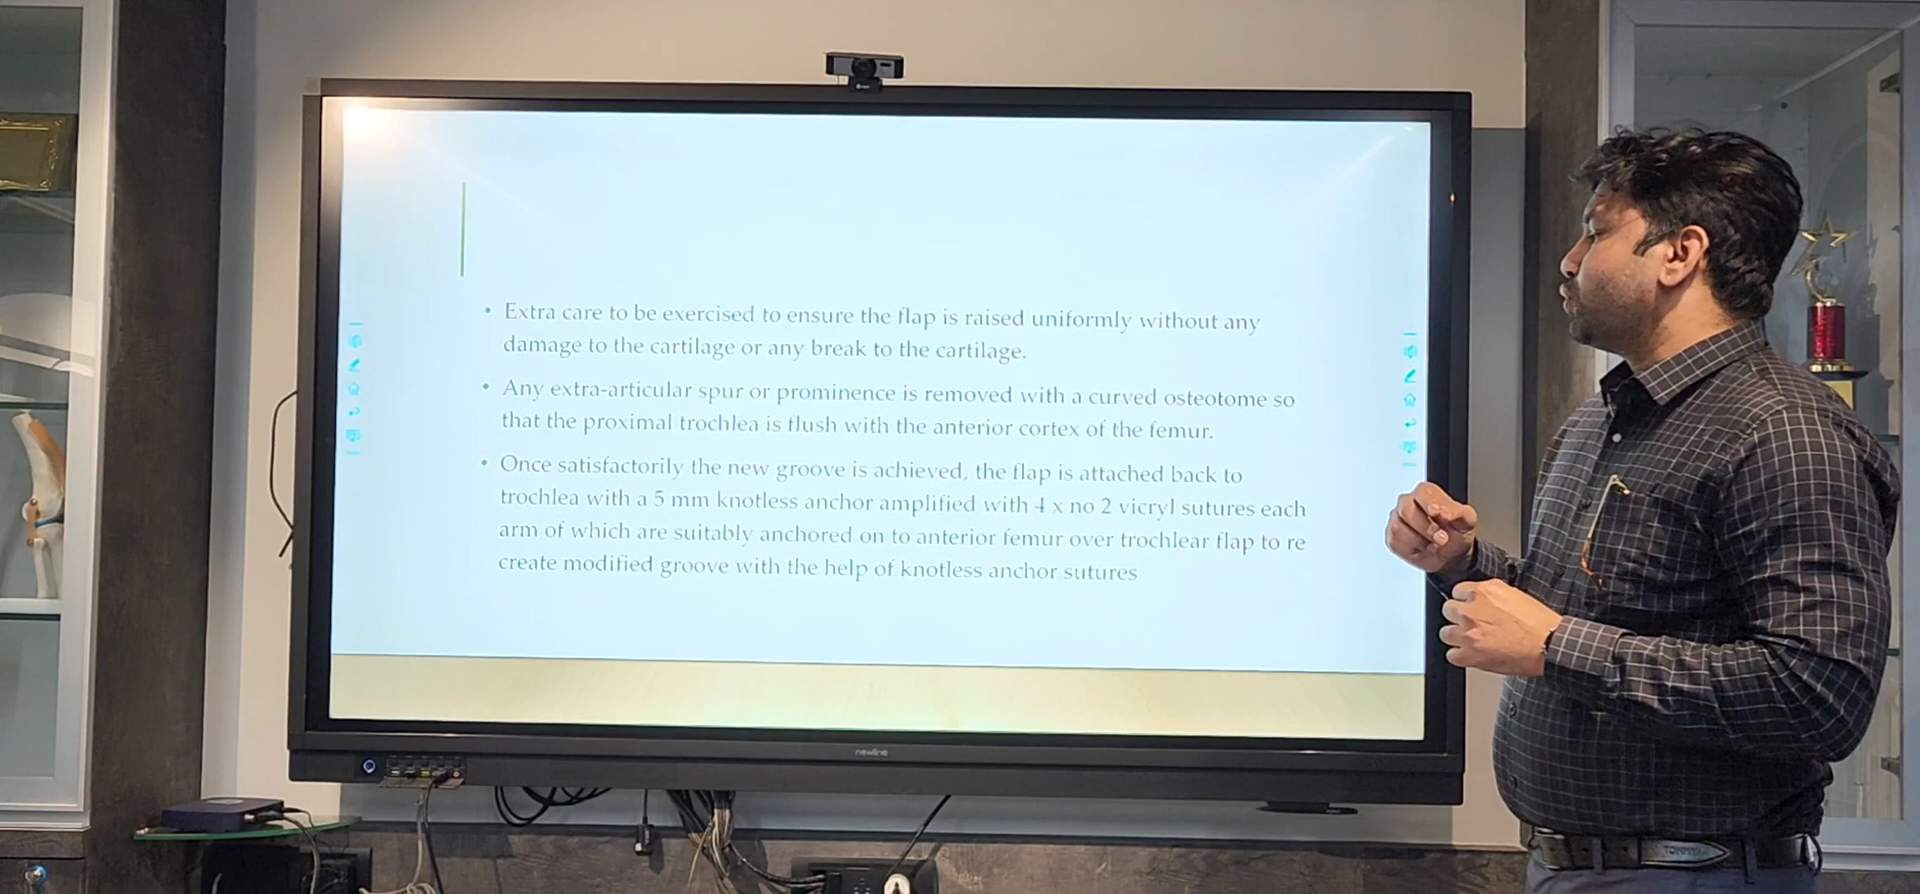 • Extra care to be exercised to ensure the flap is raised uniformly without any
damage to the cartilage or any break to the cartilage.
• Any extra-articular spur or prominence is removed with a curved osteotome so
that the proximal trochlea is flush with the anterior cortex of the femur.
• Once satisfactorily the new groove is achieved, the flap is attached back to
trochlea with a 5 mm knotless anchor amplified with 4 x no 2 vicryl sutures each
arm of which are suitably anchored on to anterior femur over trochlear flap to re
create modified groove with the help of knotless anchor sutures
newline
TOMMY